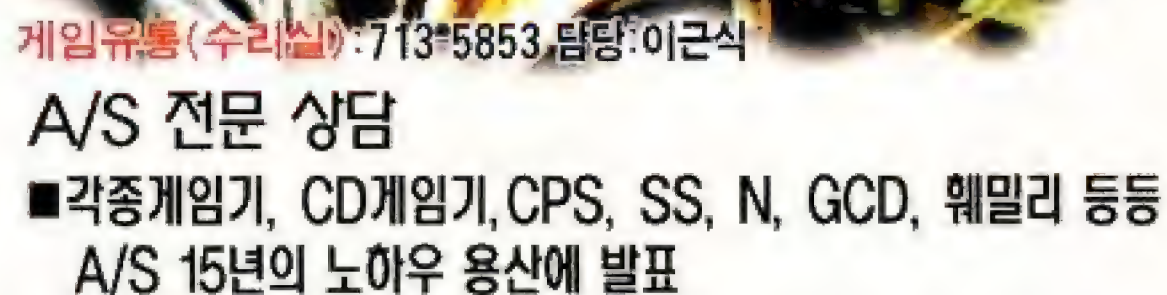 게임유통(수리실):713-5853,담당:이근식
A/S 전문 상담
■각종게임기, CD게임기,CPS, SS, N, GCD, 훼밀리 등등
A/S 15년의 노하우 용산에 발표